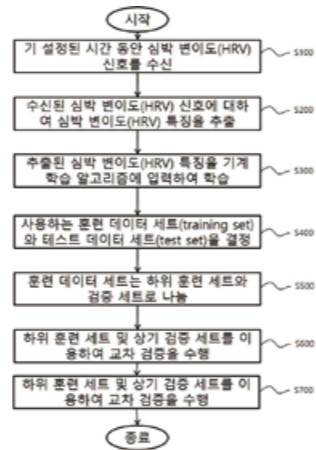 시작
기 설정된 시간 동안 심박 변이도(HRV)
신호를 수신
S100
수신된 심박 변이도(HRV) 신호에 대하
여 심박 변이도(HRV) 특징을 추출
S200
추출된 심박 변이도(HRV) 특징을 기계
학습 알고리즘에 입력하여 학습
S300
사용하는 훈련 데이터 세트(training set)
와 테스트 데이터 세트(test set)을 결정
S400
훈련 데이터 세트는 하위 훈련 세트와
검증 세트로 나눔
S500
하위 훈련 세트 및 상기 검증 세트를 이
용하여 교차 검증을 수행
S600
하위 훈련 세트 및 상기 검증 세트를 이
용하여 교차 검증을 수행
S700
종료